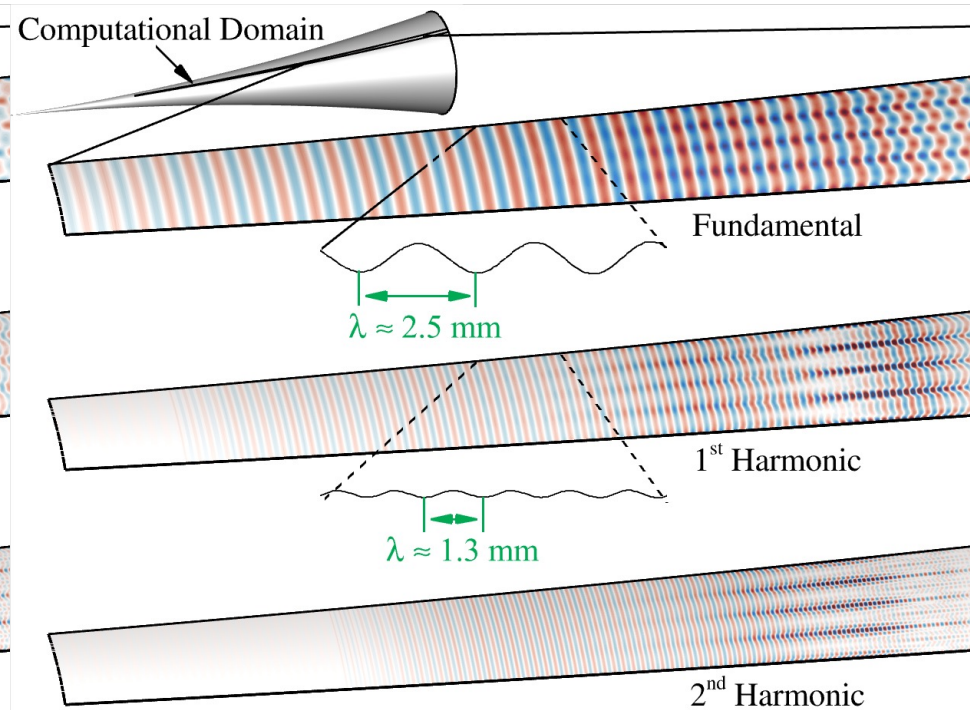 Computational Domain
Fundamental
λ ≈ 2.5 mm
1st Harmonic
λ ≈ 1.3 mm
2nd Harmonic